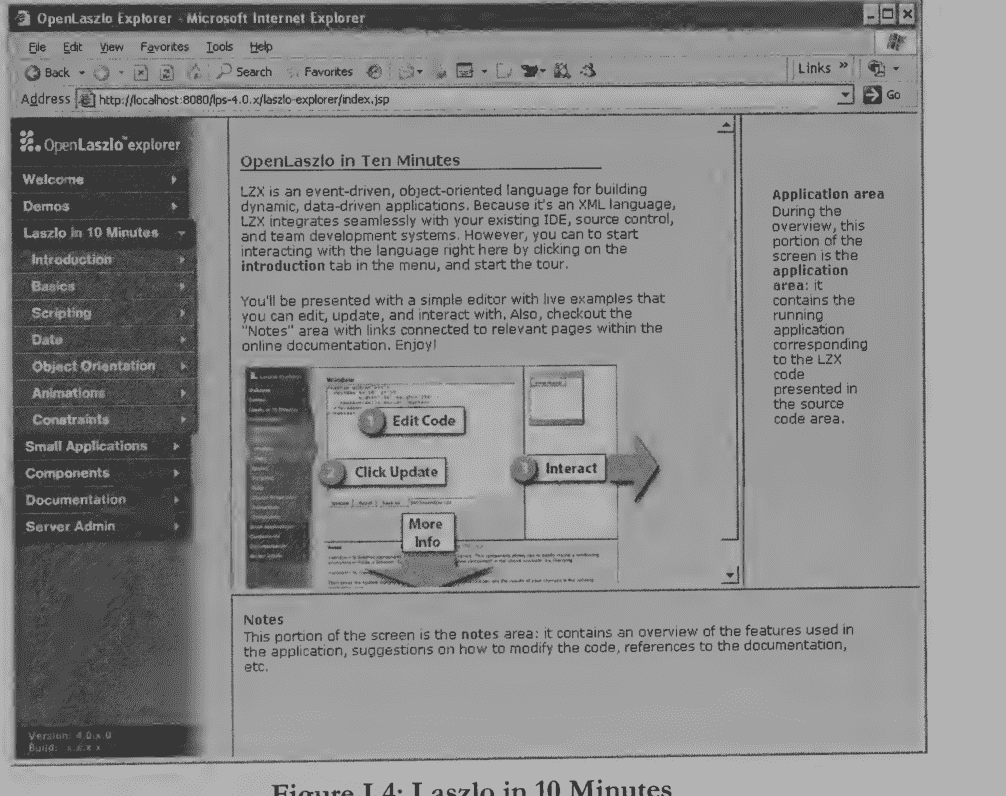 OpenLaszlo Explorer - Microsoft Internet Explorer
File Edit View Favorites Tools Help
Back Search Favorites Links »
Address http://localhost:8080/lps-4.0.x/laszlo-explorer/index.jsp Go
OpenLaszlo™explorer
Welcome
Demos
Laszlo in 10 Minutes
Introduction
Basics
Scripting
Data
Object Orientation
Animations
Constraints
Small Applications
Components
Documentation
Server Admin
Version: 4.0.x.0
Build: x.x.x.x
OpenLaszlo in Ten Minutes
LZX is an event-driven, object-oriented language for building
dynamic, data-driven applications. Because it's an XML language,
LZX integrates seamlessly with your existing IDE, source control,
and team development systems. However, you can to start
interacting with the language right here by clicking on the
introduction tab in the menu, and start the tour.
You'll be presented with a simple editor with live examples that
you can edit, update, and interact with. Also, checkout the
"Notes" area with links connected to relevant pages within the
online documentation. Enjoy!
1 Edit Code
2 Click Update
3 Interact
More
Info
Application area
During the
overview, this
portion of the
screen is the
application
area: it
contains the
running
application
corresponding
to the LZX
code
presented in
the source
code area.
Notes
This portion of the screen is the notes area: it contains an overview of the features used in
the application, suggestions on how to modify the code, references to the documentation,
etc.
Figure I.4: Laszlo in 10 Minutes